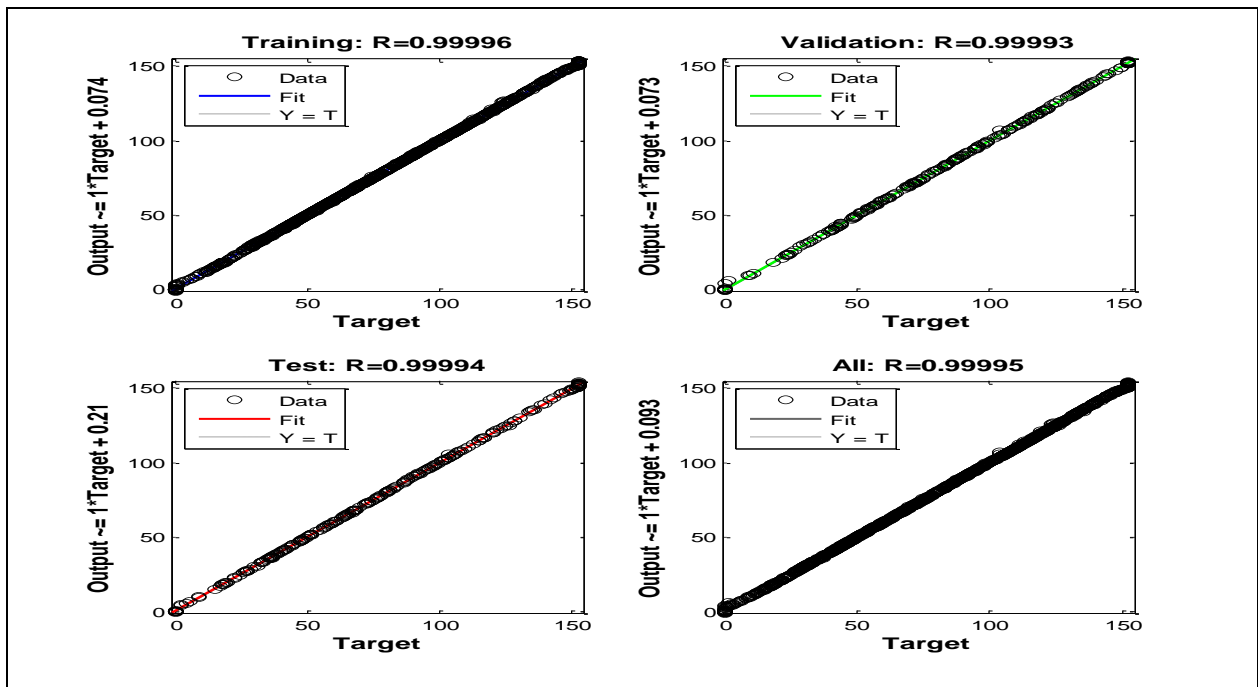 Training: R=0.99996
Output ~= 1*Target + 0.074
150
100
50
0
Data
Fit
Y = T
0 50 100 150
Target
Validation: R=0.99993
Output ~= 1*Target + 0.073
150
100
50
0
Data
Fit
Y = T
0 50 100 150
Target
Test: R=0.99994
Output ~= 1*Target + 0.21
150
100
50
0
Data
Fit
Y = T
0 50 100 150
Target
All: R=0.99995
Output ~= 1*Target + 0.093
150
100
50
0
Data
Fit
Y = T
0 50 100 150
Target